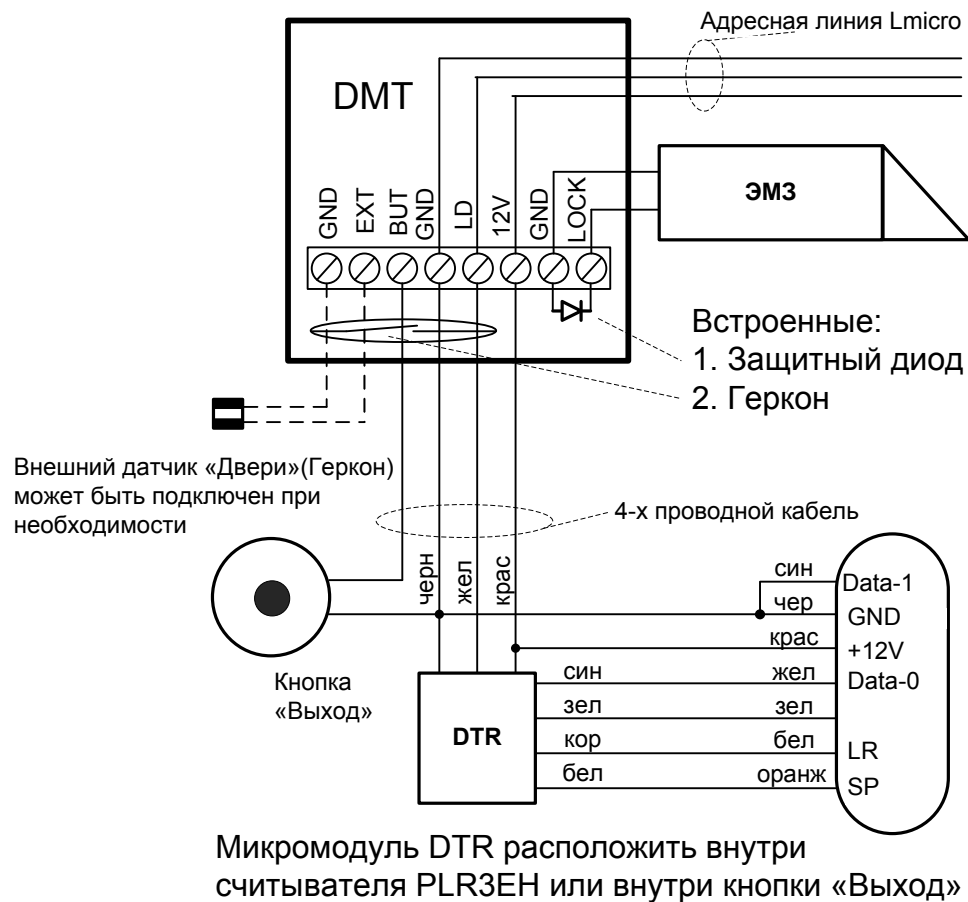 Адресная линия Lmicro
DMT
GND
EXT
BUT
GND
LD
12V
GND
LOCK
ЭМЗ
Встроенные:
1. Защитный диод
2. Геркон
Внешний датчик «Двери»(Геркон)
может быть подключен при
необходимости
4-х проводной кабель
черн
жел
крас
син
Data-1
чер
GND
крас
+12V
Кнопка
«Выход»
син
жел
Data-0
зел
зел
DTR
кор
бел
LR
бел
оранж
SP
Микромодуль DTR расположить внутри
считывателя PLR3EH или внутри кнопки «Выход»